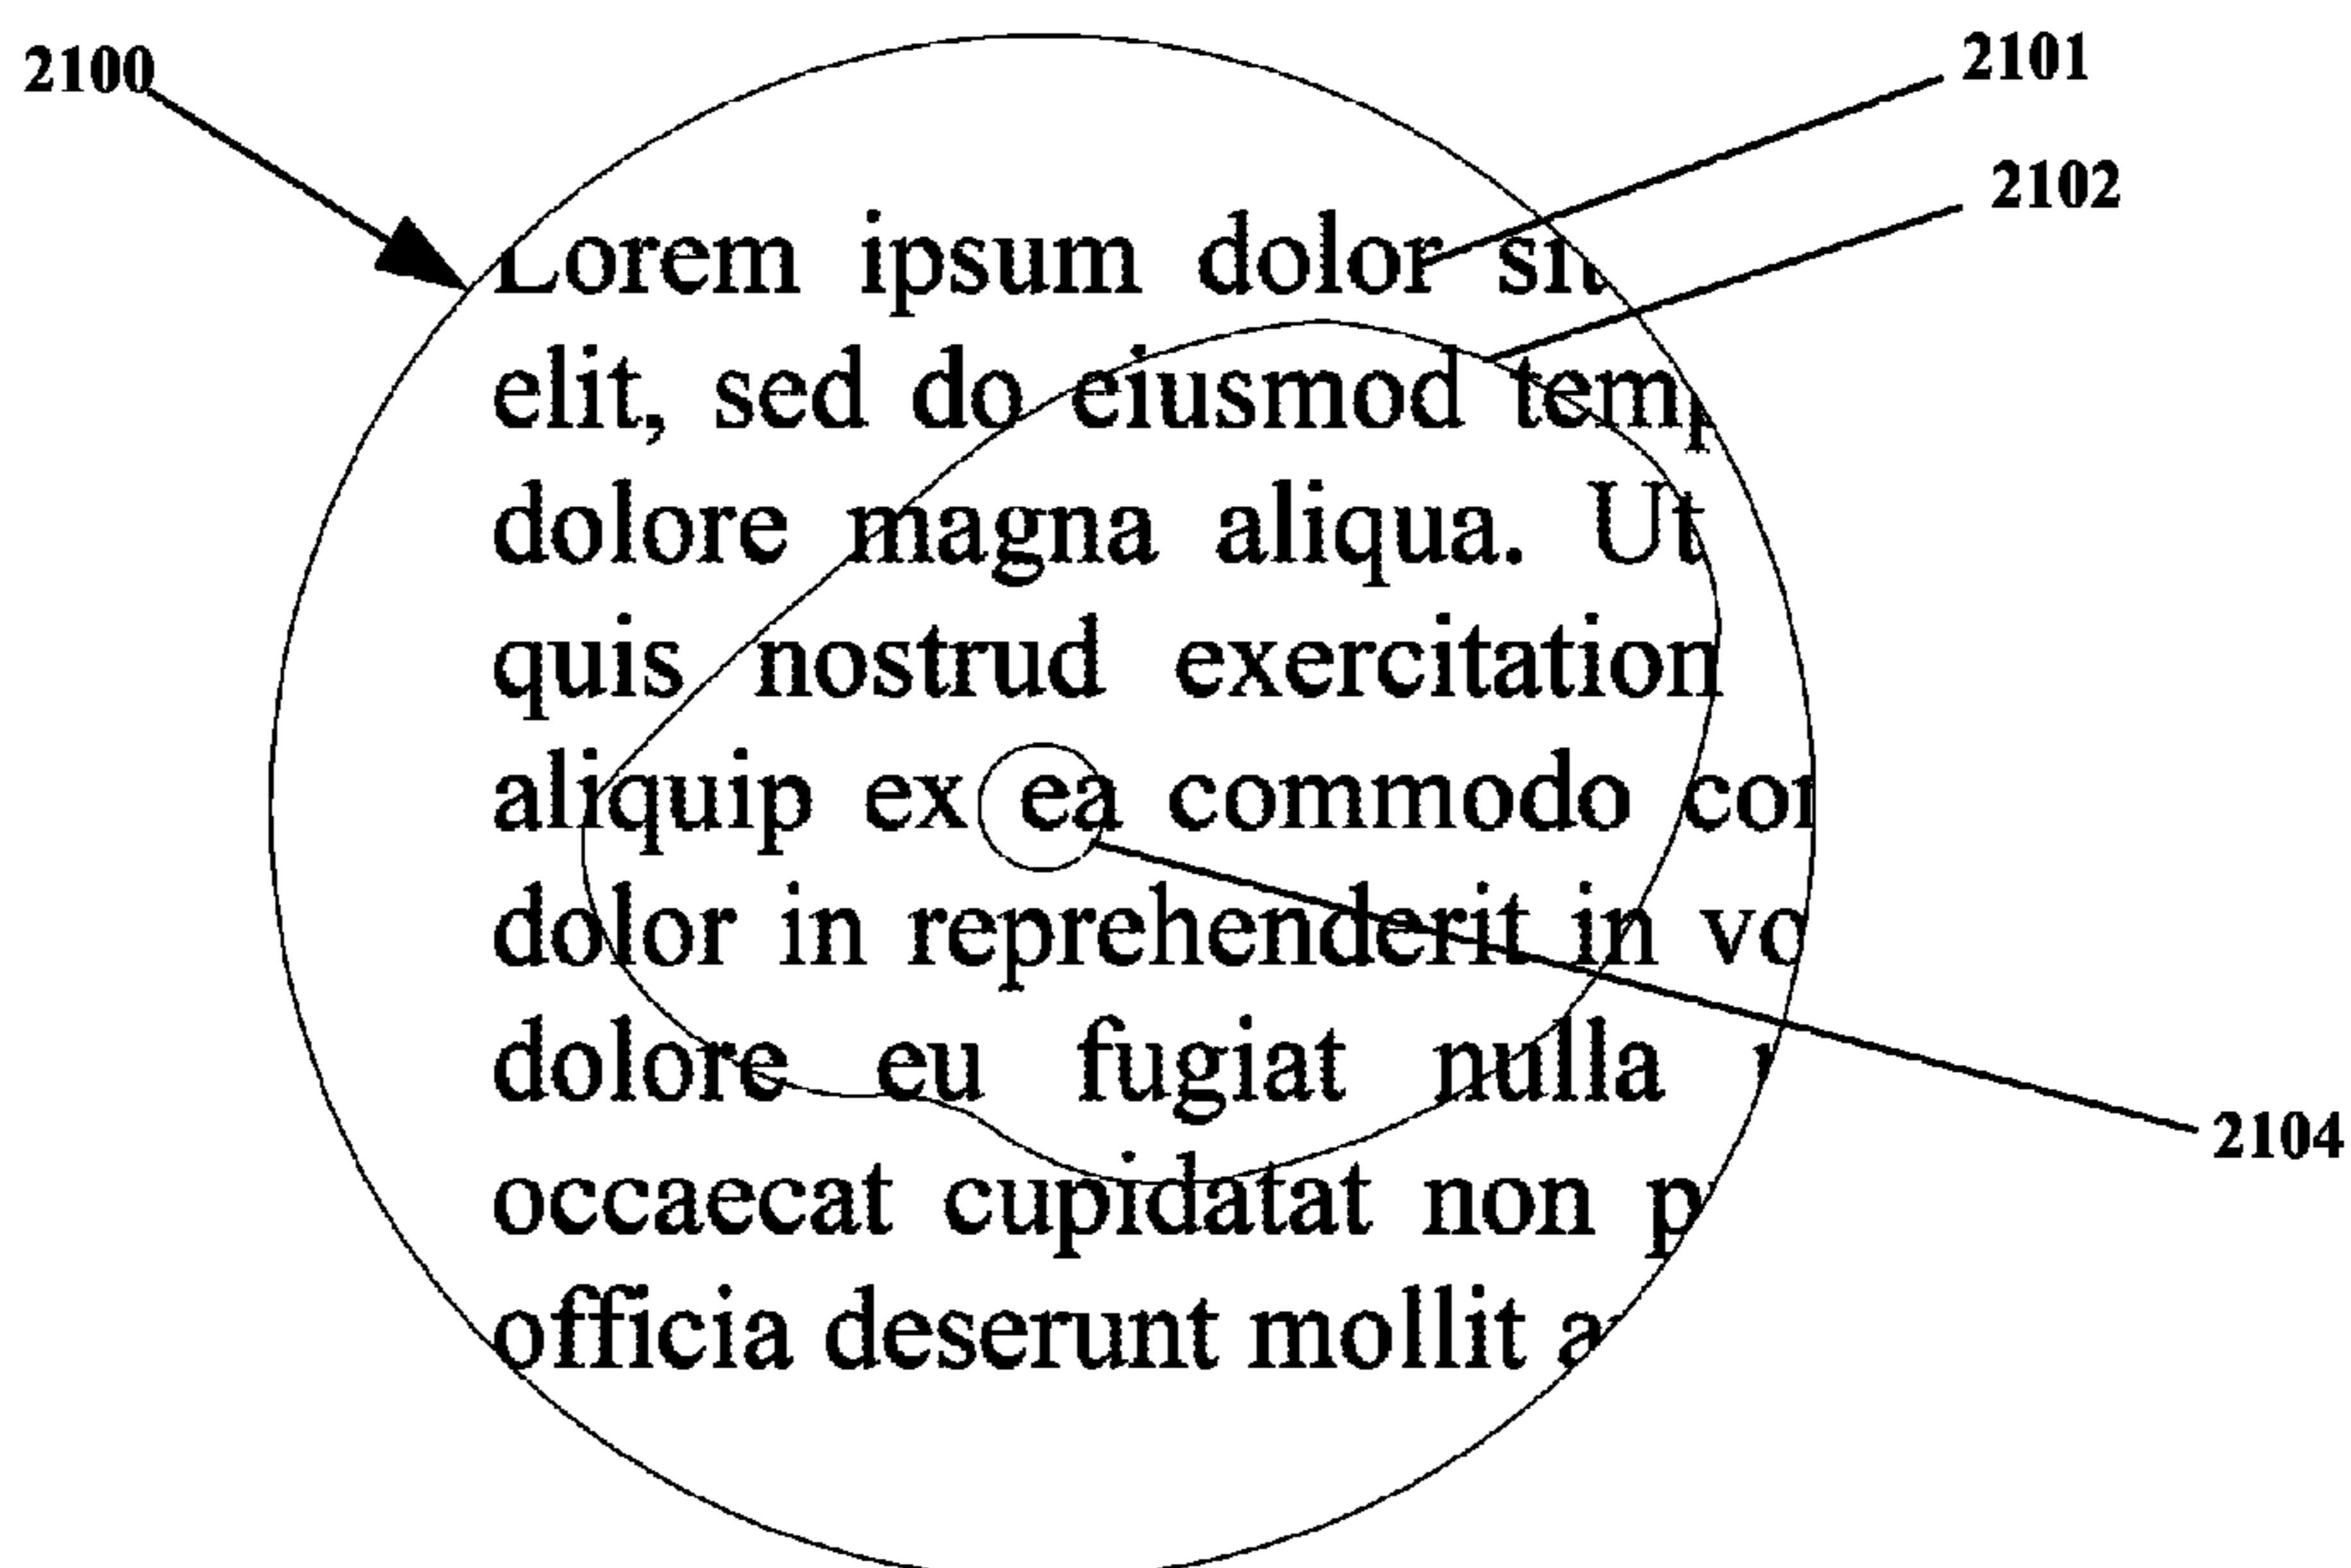 2100
2101
2102
Lorem ipsum dolor
elit, sed do eiusmod
dolore magna aliqua. Ut
quis nostrud exercitation
aliquip ex ea commodo
dolor in reprehenderit in
dolore eu fugiat nulla
2104
occaecat cupidatat non
officia deserunt mollit